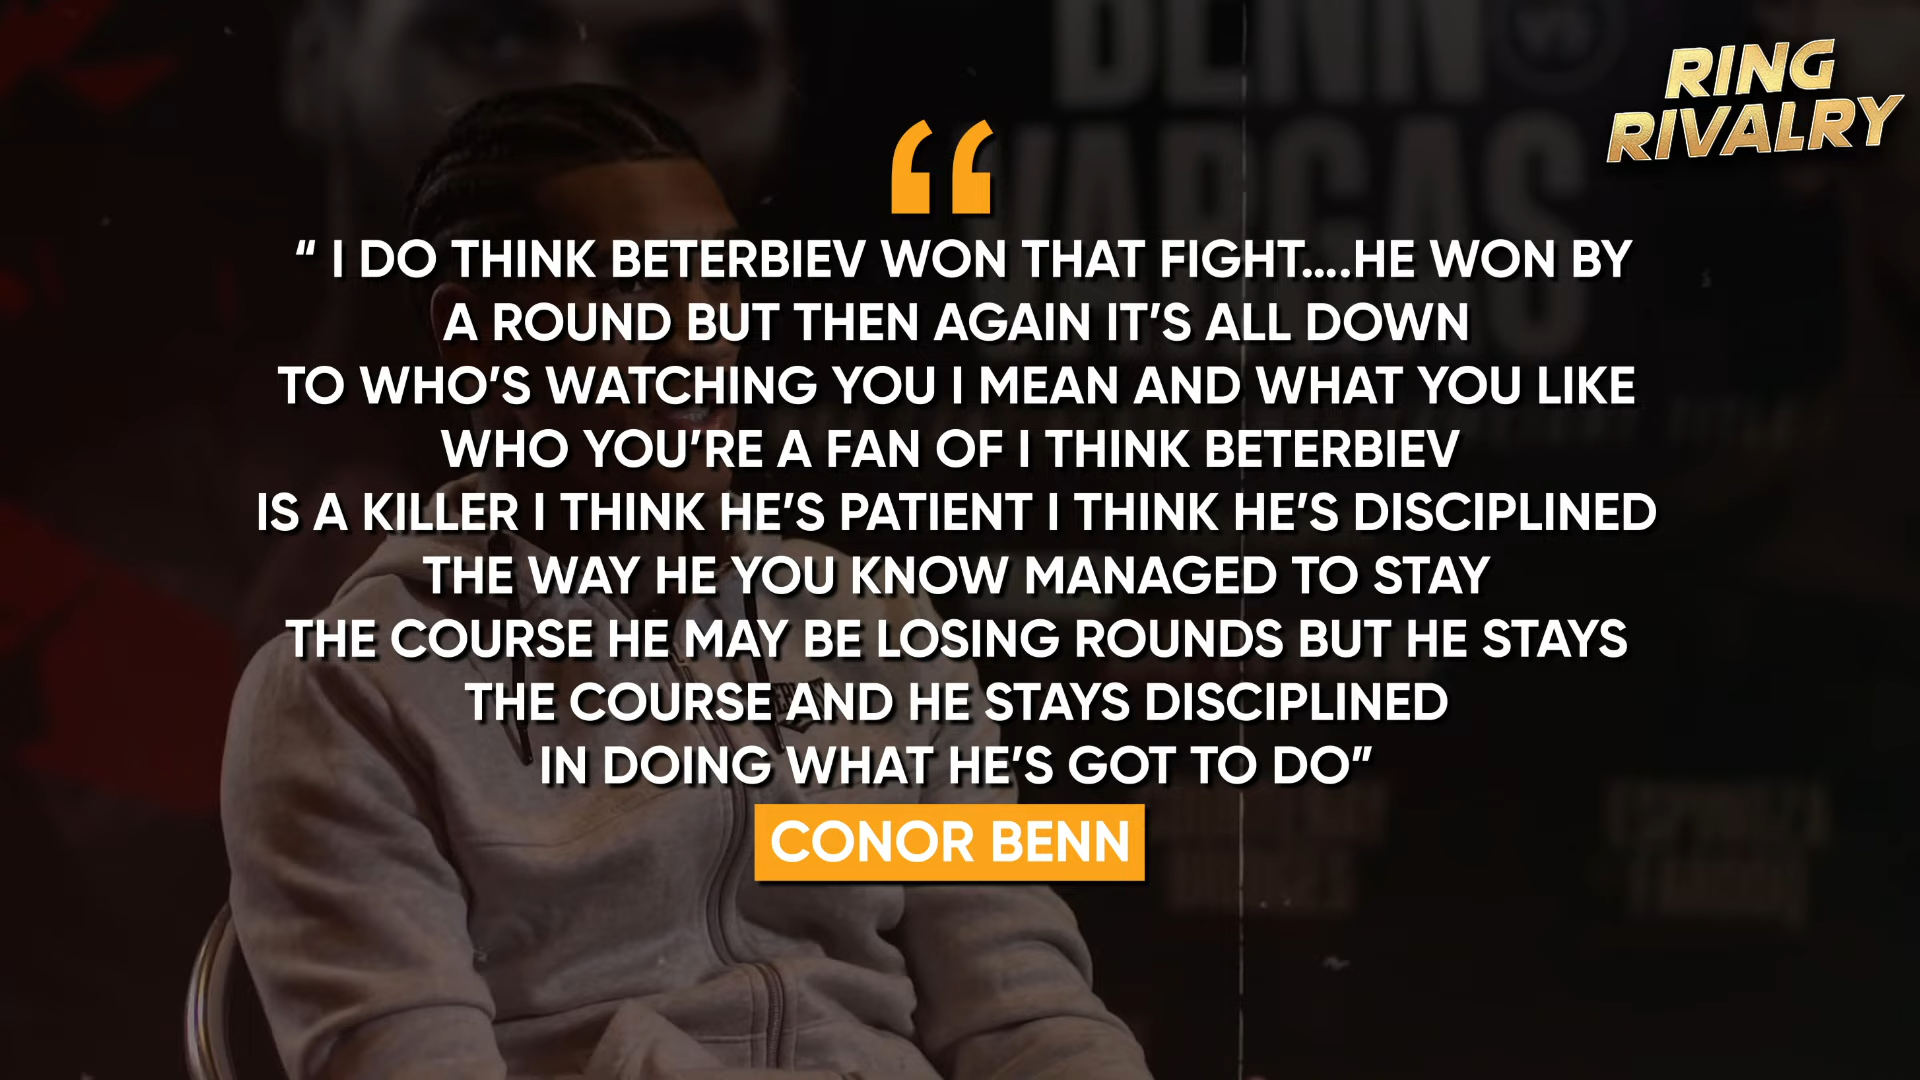 BENN
VS
VARGAS
RING
RIVALRY
“
“ I DO THINK BETERBIEV WON THAT FIGHT....HE WON BY
A ROUND BUT THEN AGAIN IT’S ALL DOWN
TO WHO’S WATCHING YOU I MEAN AND WHAT YOU LIKE
WHO YOU’RE A FAN OF I THINK BETERBIEV
IS A KILLER I THINK HE’S PATIENT I THINK HE’S DISCIPLINED
THE WAY HE YOU KNOW MANAGED TO STAY
THE COURSE HE MAY BE LOSING ROUNDS BUT HE STAYS
THE COURSE AND HE STAYS DISCIPLINED
IN DOING WHAT HE’S GOT TO DO”
CONOR BENN